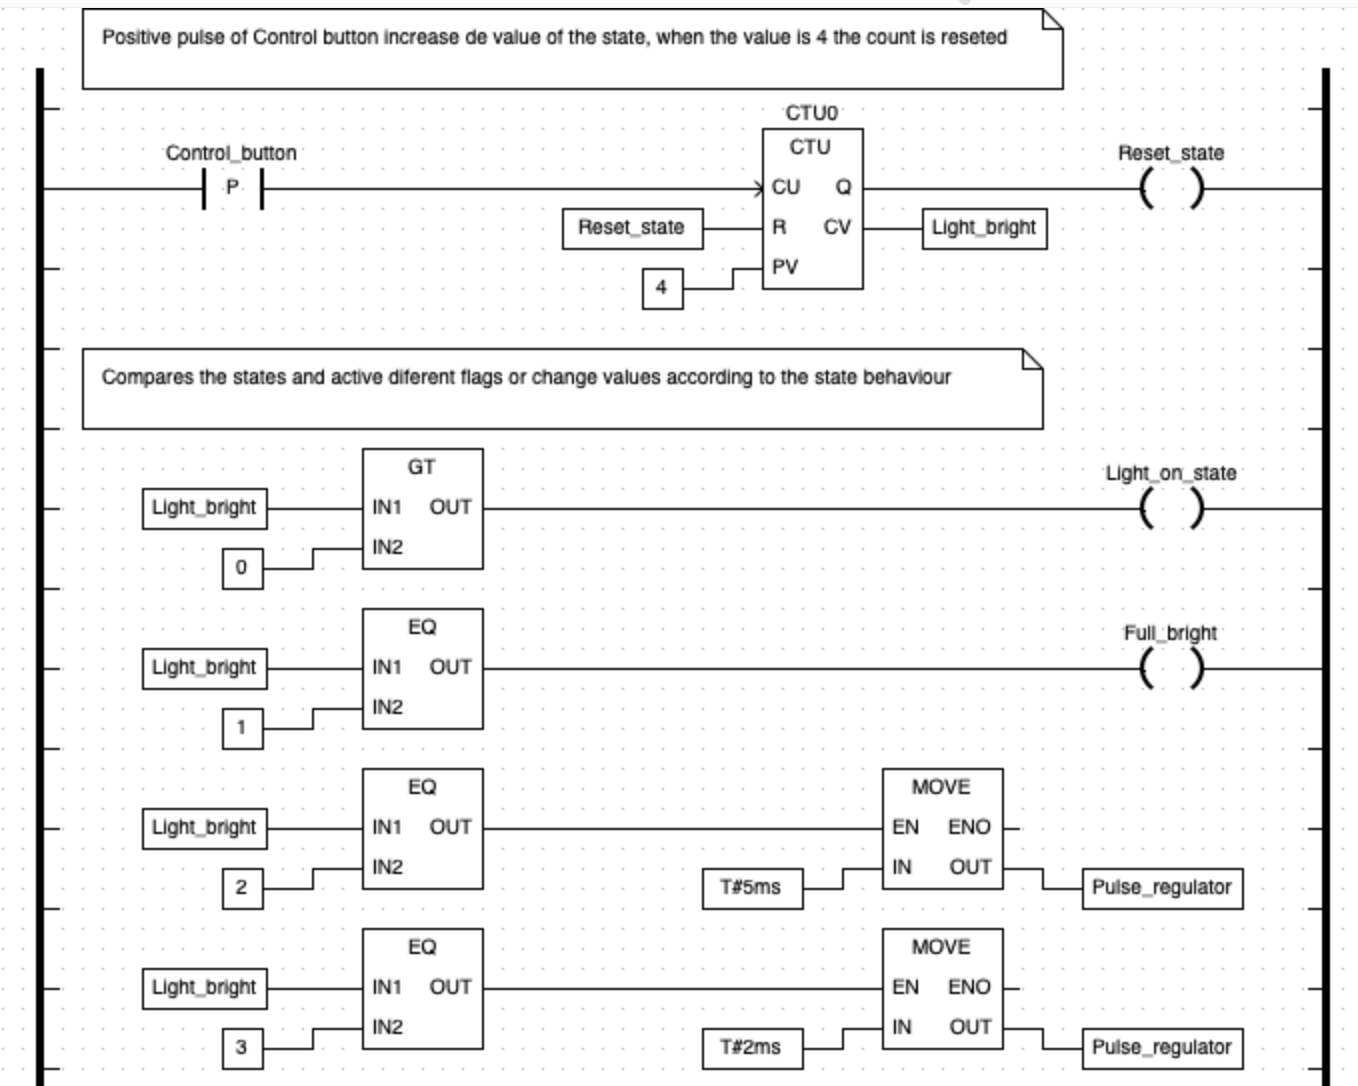 Positive pulse of Control button increase de value of the state, when the value is 4 the count is reseted
CTU0
Control_button
CTU
Reset_state
P
CU Q
Reset_state
R CV
Light_bright
PV
4
Compares the states and active diferent flags or change values according to the state behaviour
GT
Light_on_state
Light_bright
IN1 OUT
IN2
0
EQ
Full_bright
Light_bright
IN1 OUT
IN2
1
EQ
MOVE
Light_bright
IN1 OUT
EN ENO
IN2
IN OUT
2
T#5ms
Pulse_regulator
EQ
MOVE
Light_bright
IN1 OUT
EN ENO
IN2
IN OUT
3
T#2ms
Pulse_regulator